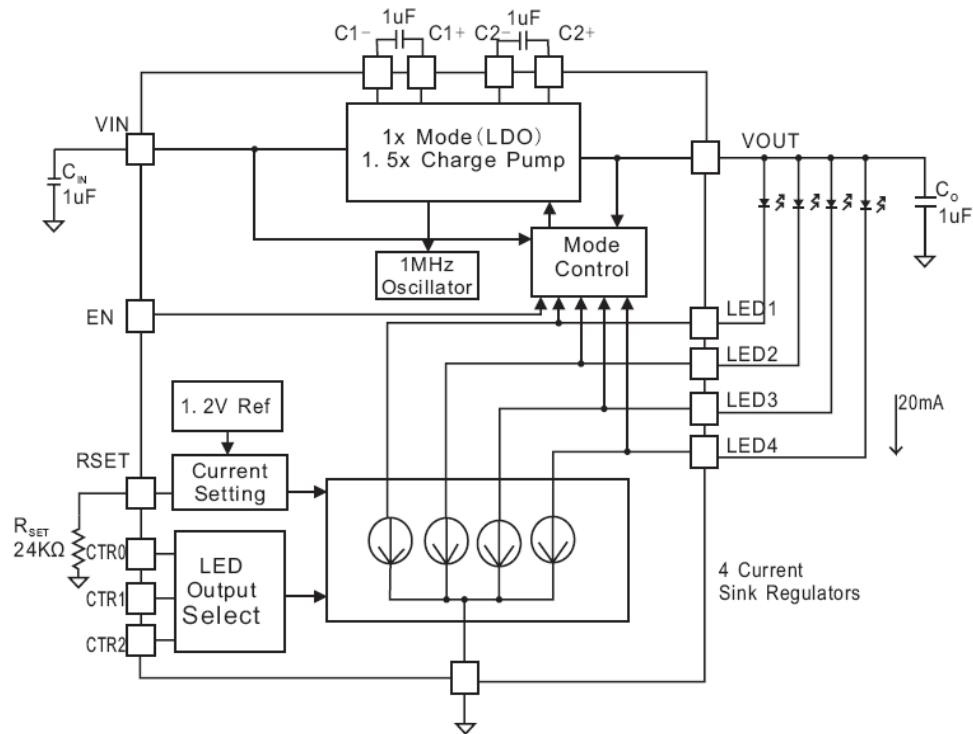 1uF
1uF
C1-
C1+
C2-
C2+
VIN
1x Mode(LDO)
1. 5x Charge Pump
VOUT
CIN
1uF
CO
1uF
Mode
Control
1MHz
Oscillator
EN
LED1
LED2
1. 2V Ref
LED3
20mA
LED4
RSET
Current
Setting
RSET
24KΩ
CTR0
LED
Output
Select
CTR1
CTR2
4 Current
Sink Regulators